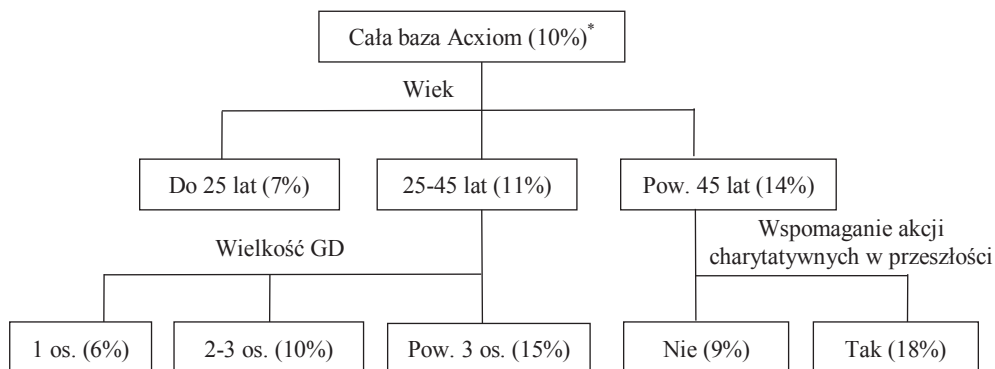 Cała baza Acxiom (10%)*
Wiek
Do 25 lat (7%)
25-45 lat (11%)
Pow. 45 lat (14%)
Wielkość GD
Wspomaganie akcji
charytatywnych w przeszłości
1 os. (6%)
2-3 os. (10%)
Pow. 3 os. (15%)
Nie (9%)
Tak (18%)